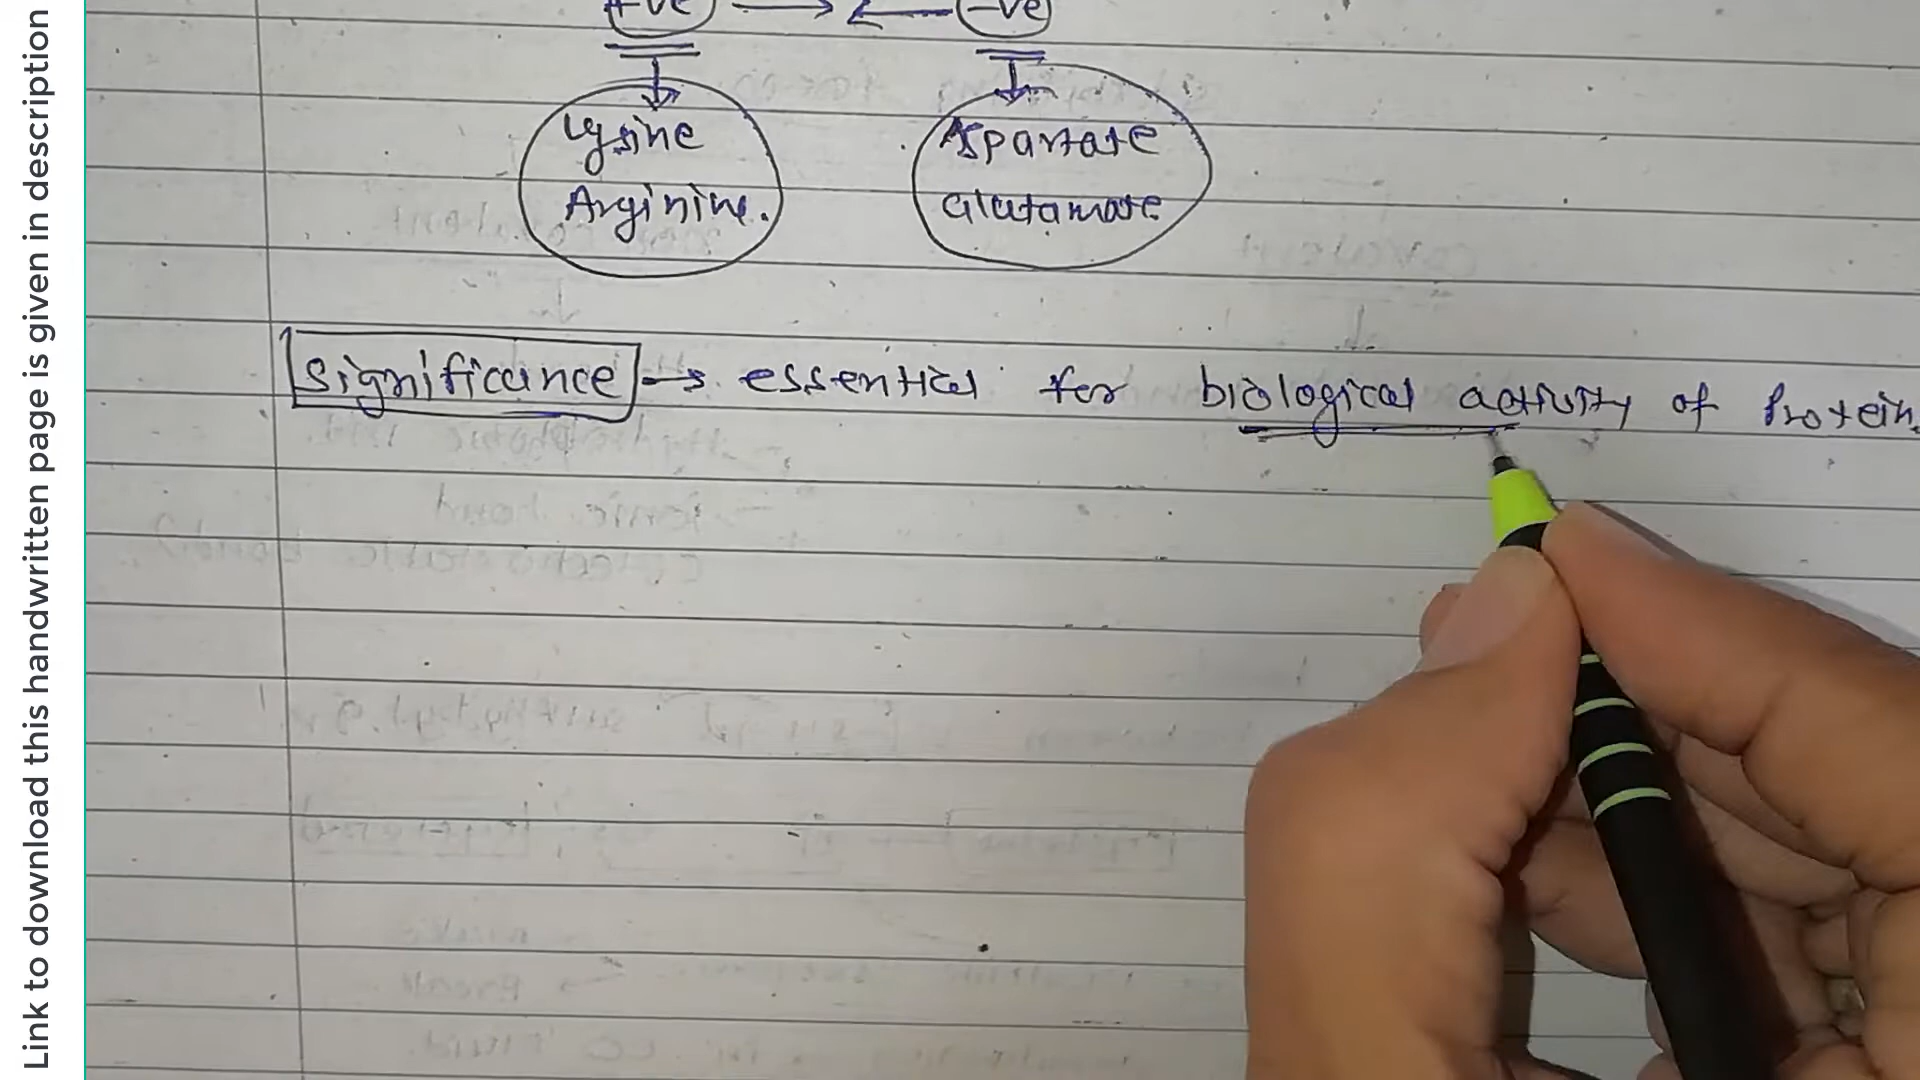 +ve → ← -ve
Lysine Aspartate
Arginine. Glutamate
Significance → essential for biological activity of Protein.
Link to download this handwritten page is given in description